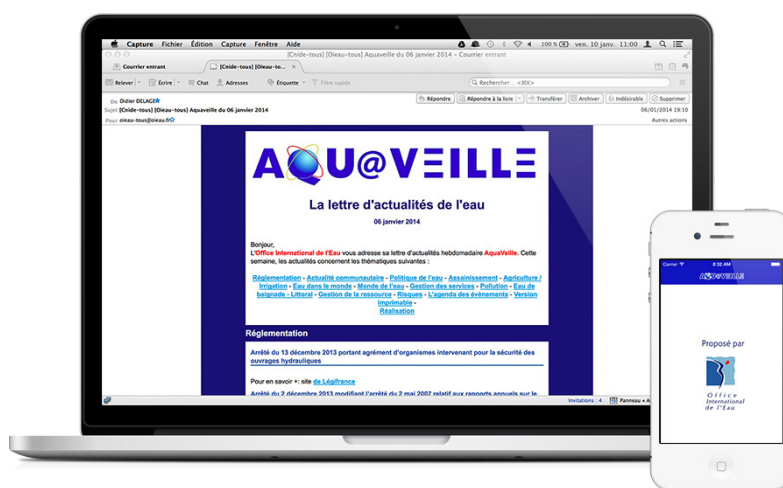 Capture Fichier Édition Capture Fenêtre Aide 100 % ven. 10 janv. 11:00
[Cnide-tous] [Oieau-tous] Aquaveille du 06 janvier 2014 – Courrier entrant
Courrier entrant [Cnide-tous] [Oieau-to...
Relever Écrire Chat Adresses Étiquette Filtre rapide Rechercher... <⌘K>
De Didier DELAGE Répondre Répondre à la liste Transférer Archiver Indésirable Supprimer
Sujet [Cnide-tous] [Oieau-tous] Aquaveille du 06 janvier 2014 06/01/2014 19:10
Pour oieau-tous@oieau.fr Autres actions
AQU@VEILLE
La lettre d'actualités de l'eau
06 janvier 2014
Bonjour,
L'Office International de l'Eau vous adresse sa lettre d'actualités hebdomadaire AquaVeille. Cette
semaine, les actualités concernent les thématiques suivantes :
Réglementation - Actualité communautaire - Politique de l'eau - Assainissement - Agriculture /
Irrigation - Eau dans le monde - Monde de l'eau - Gestion des services - Pollution - Eau de
baignade - Littoral - Gestion de la ressource - Risques - L'agenda des évènements - Version
imprimable -
Réalisation
Réglementation
Arrêté du 13 décembre 2013 portant agrément d'organismes intervenant pour la sécurité des
ouvrages hydrauliques
Pour en savoir +: site de Légifrance
Arrêté du 2 décembre 2013 modifiant l'arrêté du 2 mai 2007 relatif aux rapports annuels sur le
Invitations : 4 Panneau « A
Carrier 8:32 AM
AQU@VEILLE
Proposé par
Office
International
de l'Eau